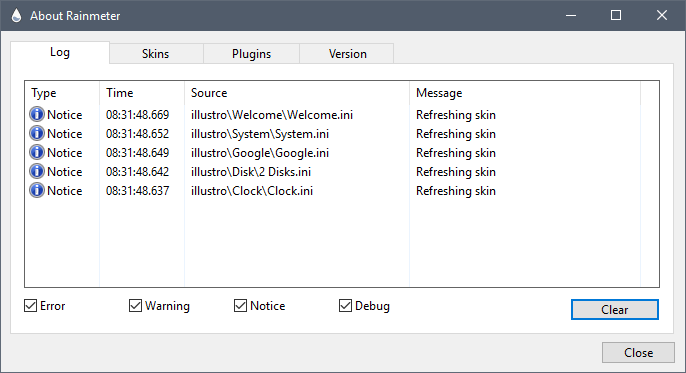 About Rainmeter
Log Skins Plugins Version
Type Time Source Message
Notice 08:31:48.669 illustro\Welcome\Welcome.ini Refreshing skin
Notice 08:31:48.652 illustro\System\System.ini Refreshing skin
Notice 08:31:48.649 illustro\Google\Google.ini Refreshing skin
Notice 08:31:48.642 illustro\Disk\2 Disks.ini Refreshing skin
Notice 08:31:48.637 illustro\Clock\Clock.ini Refreshing skin
Error Warning Notice Debug Clear
Close